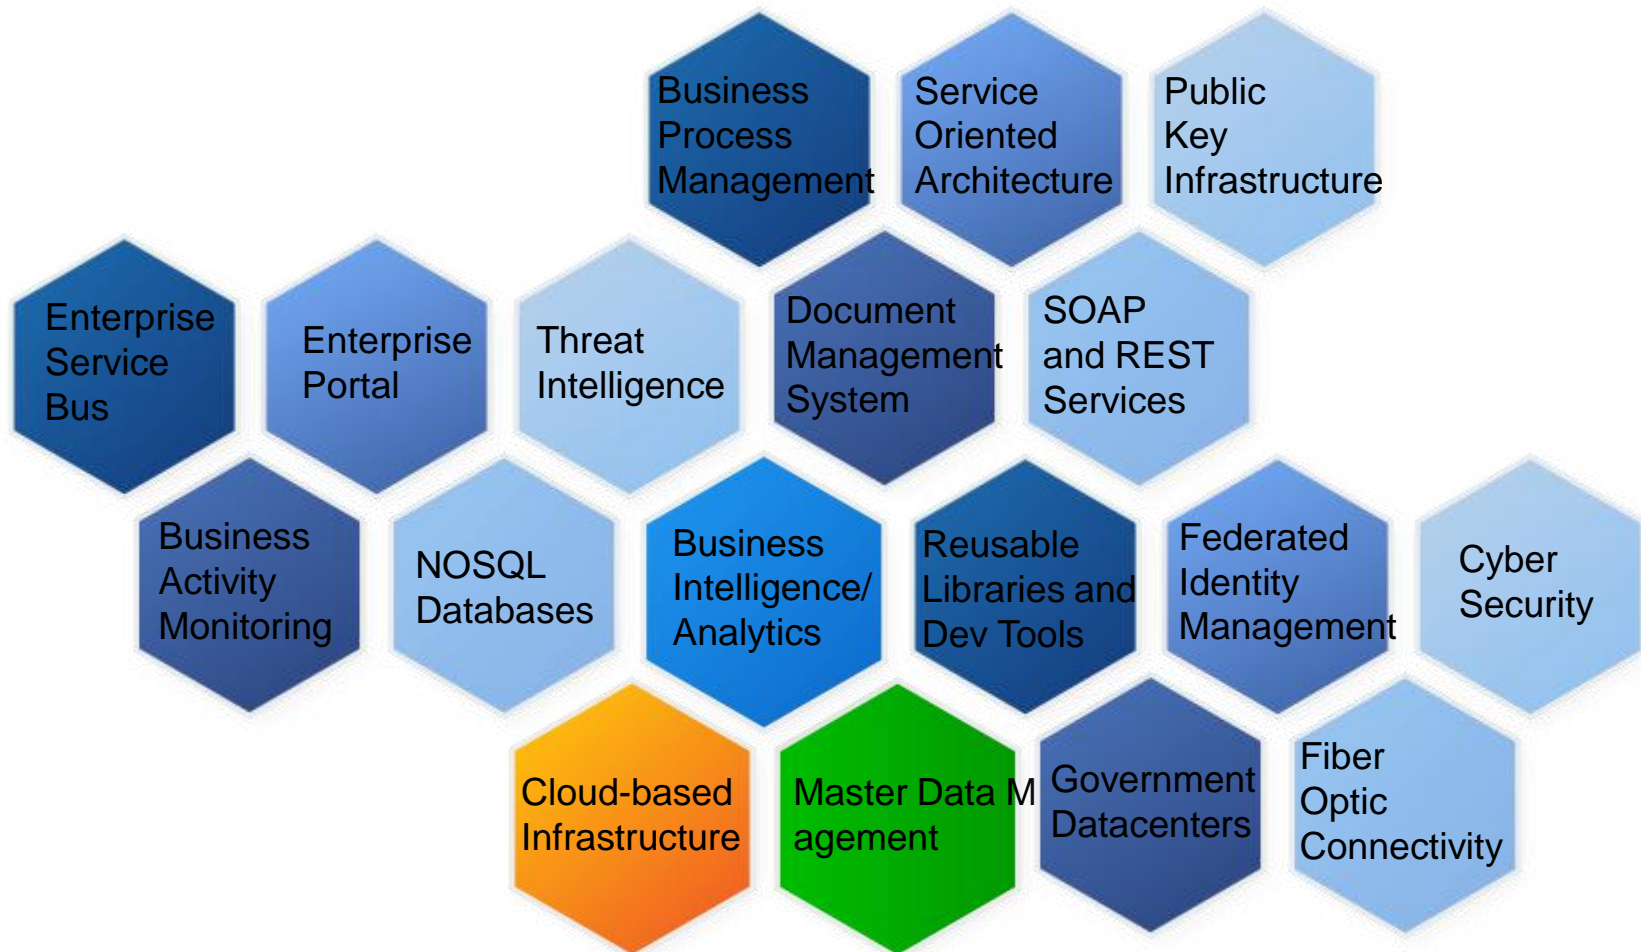 Business
Process
Management
Service
Oriented
Architecture
Public
Key
Infrastructure
Enterprise
Service
Bus
Enterprise
Portal
Threat
Intelligence
Document
Management
System
SOAP
and REST
Services
Business
Activity
Monitoring
NOSQL
Databases
Business
Intelligence/
Analytics
Reusable
Libraries and
Dev Tools
Federated
Identity
Management
Cyber
Security
Cloud-based
Infrastructure
Master Data M
agement
Government
Datacenters
Fiber
Optic
Connectivity